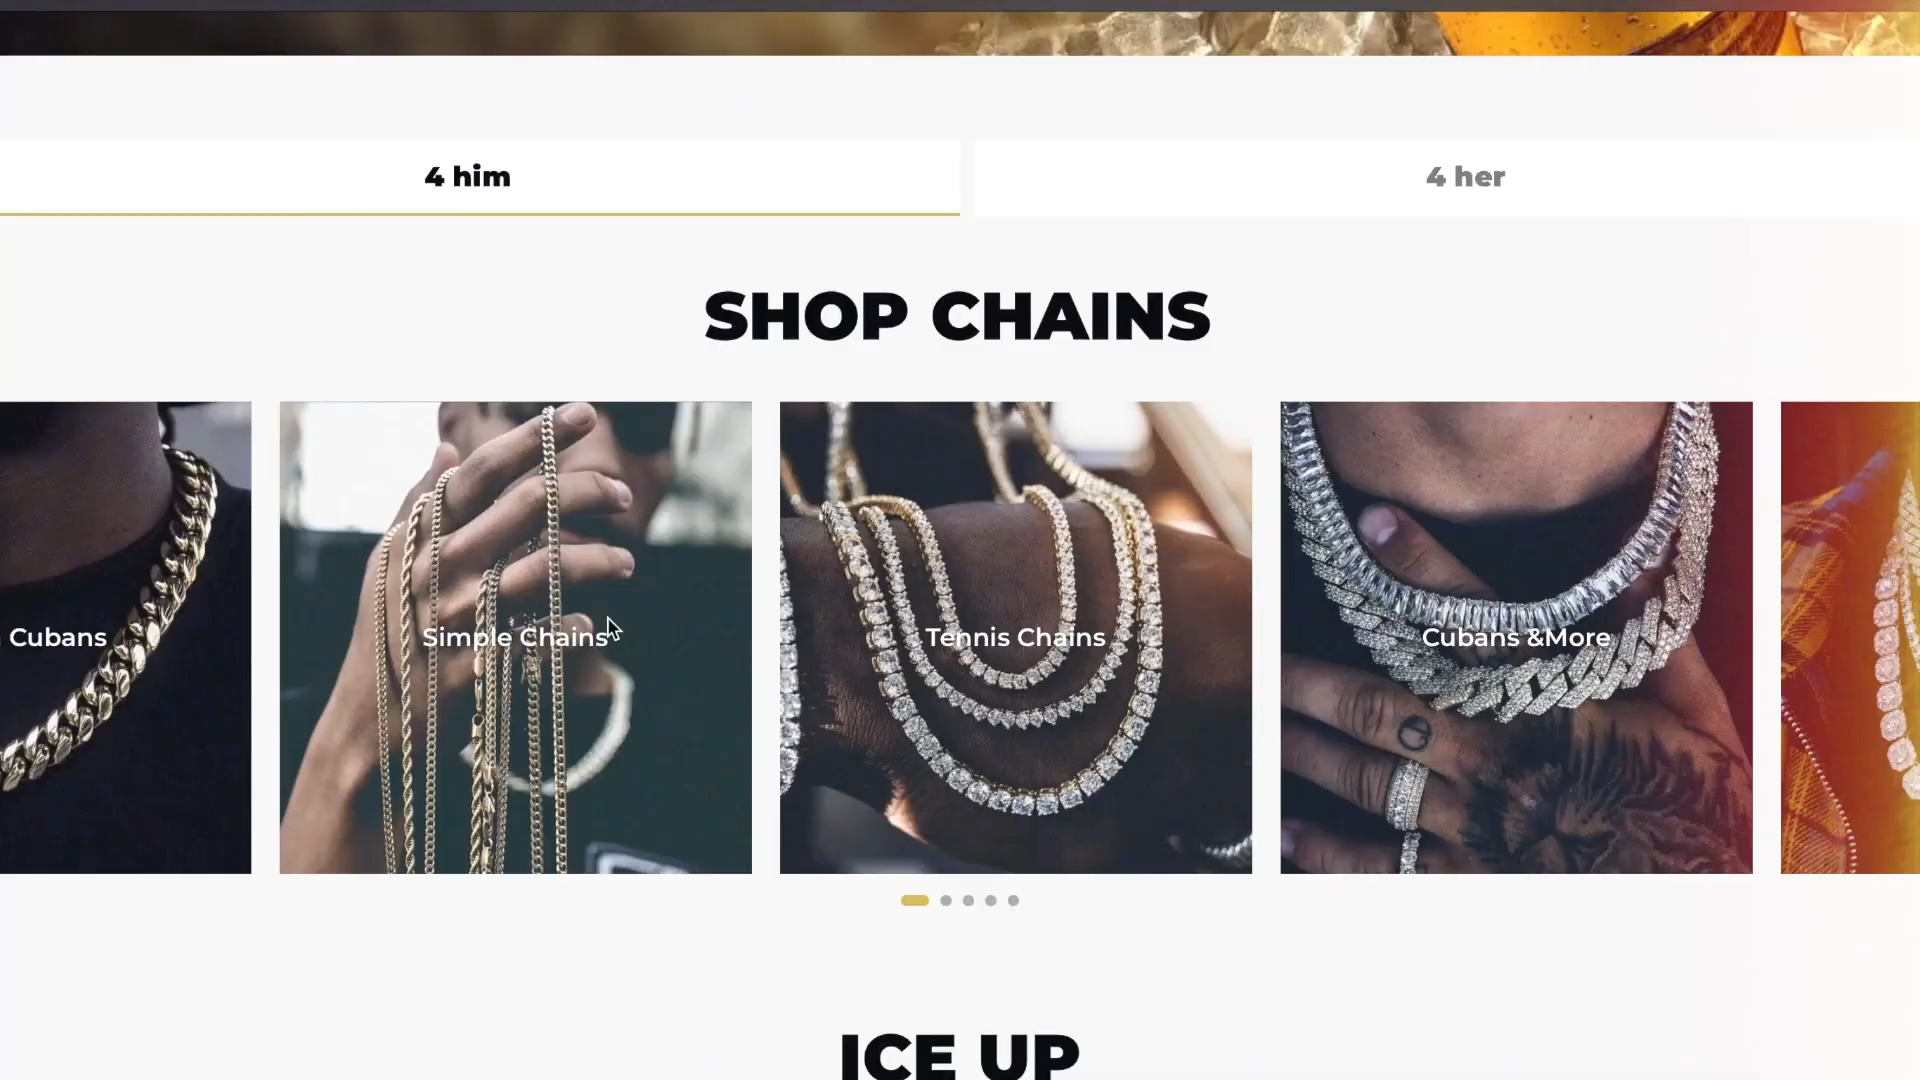 4 him
4 her
SHOP CHAINS
Cubans
Simple Chains
Tennis Chains
Cubans &More
ICE UP